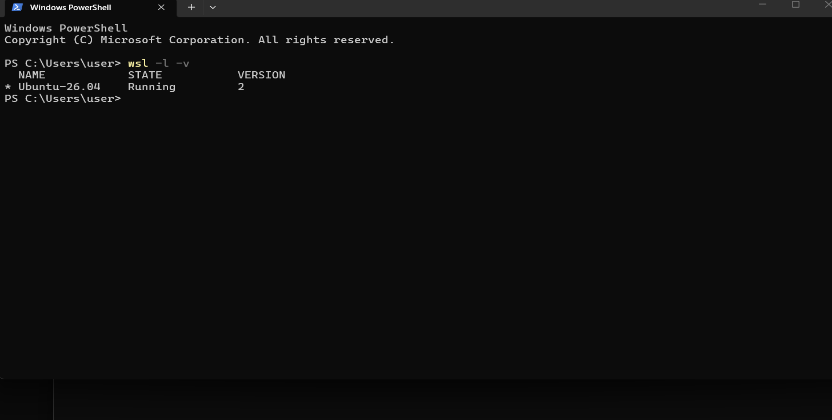 Windows PowerShell
Windows PowerShell
Copyright (C) Microsoft Corporation. All rights reserved.
PS C:\Users\user> wsl -l -v
  NAME            STATE           VERSION
* Ubuntu-26.04    Running         2
PS C:\Users\user>